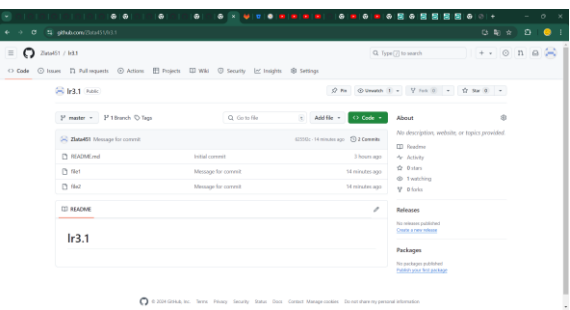 github.com/Zlata451/lr3.1
Zlata451 / lr3.1
Type / to search
Code Issues Pull requests Actions Projects Wiki Security Insights Settings
lr3.1 Public
Pin Unwatch 1 Fork 0 Star 0
master 1 Branch Tags
Go to file t Add file Code
Zlata451 Message for commit
14 minutes ago 2 Commits
README.md Initial commit 3 hours ago
file1 Message for commit 14 minutes ago
file2 Message for commit 14 minutes ago
README
lr3.1
About
No description, website, or topics provided.
Readme
Activity
0 stars
1 watching
0 forks
Releases
No releases published
Create a new release
Packages
No packages published
Publish your first package
© 2024 GitHub, Inc. Terms Privacy Security Status Docs Contact Manage cookies Do not share my personal information